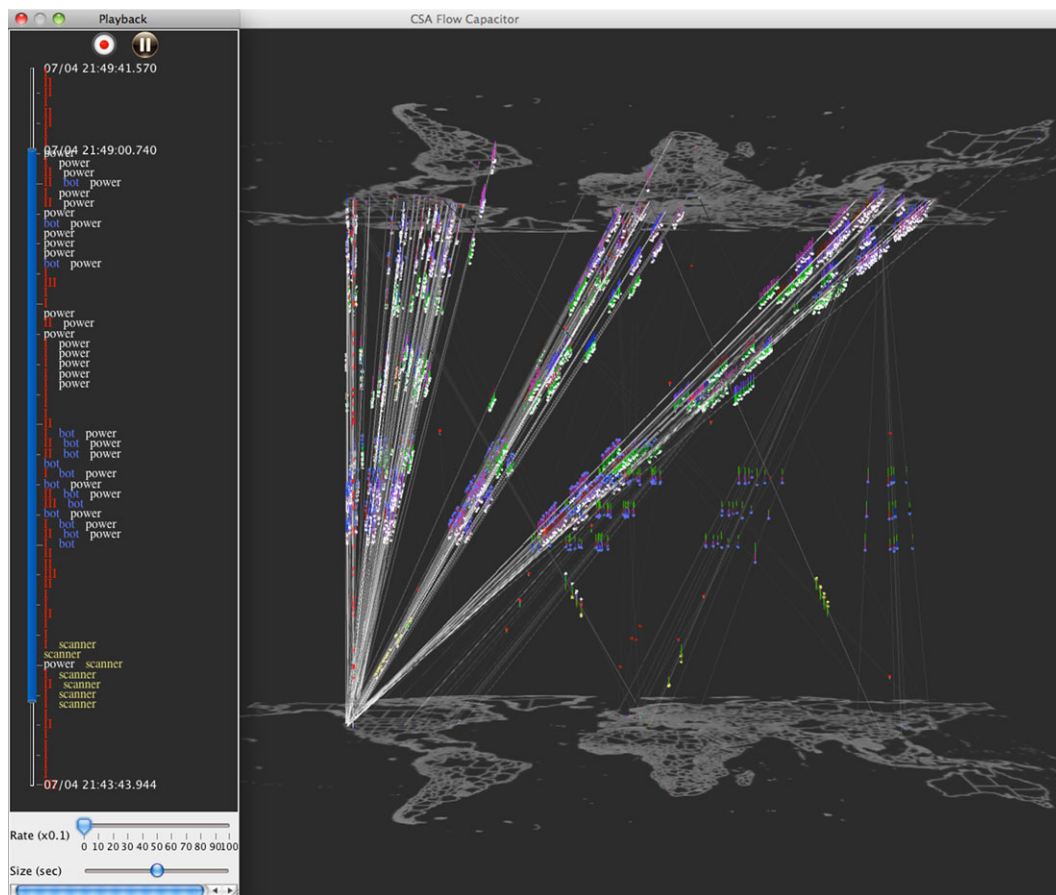 Playback
CSA Flow Capacitor
07/04 21:49:41.570
07/04 21:49:00.740
power
power
power
bot power
power
power
power
bot power
power
power
power
bot power
power
power
power
power
power
power
power
power
bot power
bot power
bot power
bot
bot power
bot power
bot power
bot
bot power
bot power
bot power
bot
scanner
scanner
power scanner
scanner
scanner
scanner
scanner
07/04 21:43:43.944
Rate (x0.1)
0 10 20 30 40 50 60 70 80 90100
Size (sec)